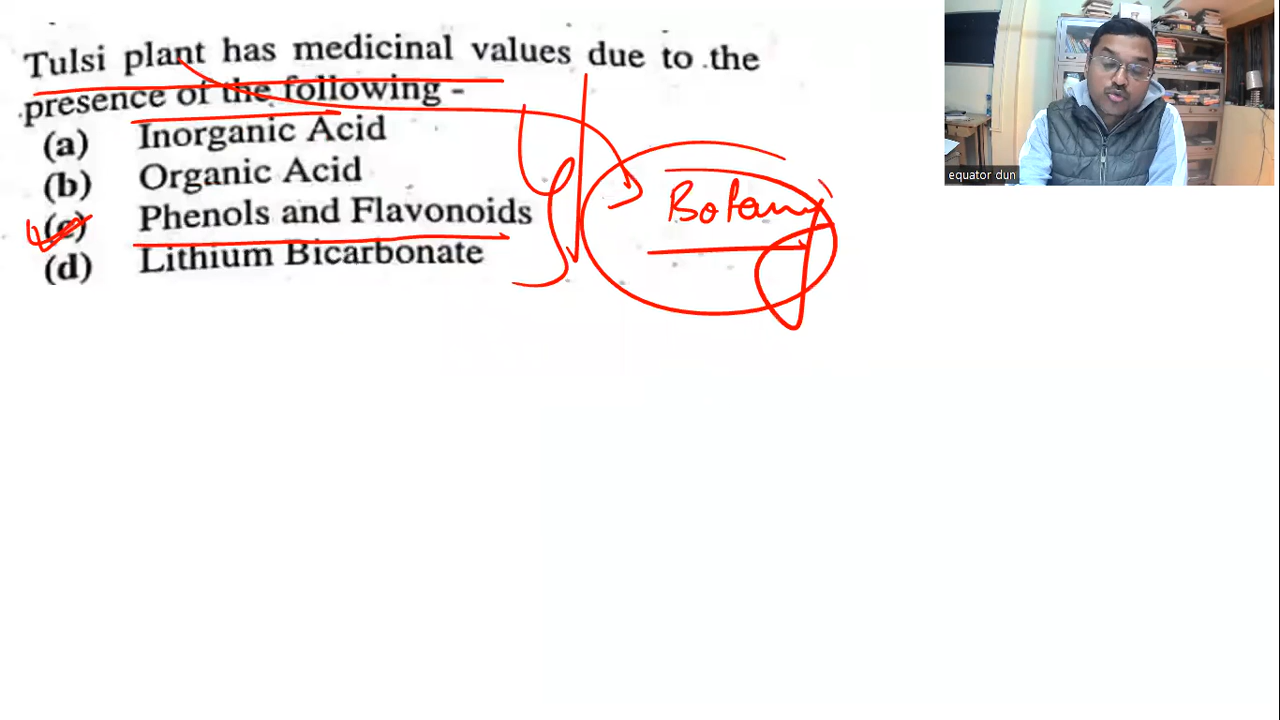 Tulsi plant has medicinal values due to the
presence of the following -
(a) Inorganic Acid
(b) Organic Acid
(c) Phenols and Flavonoids
(d) Lithium Bicarbonate
Botany
equator dun